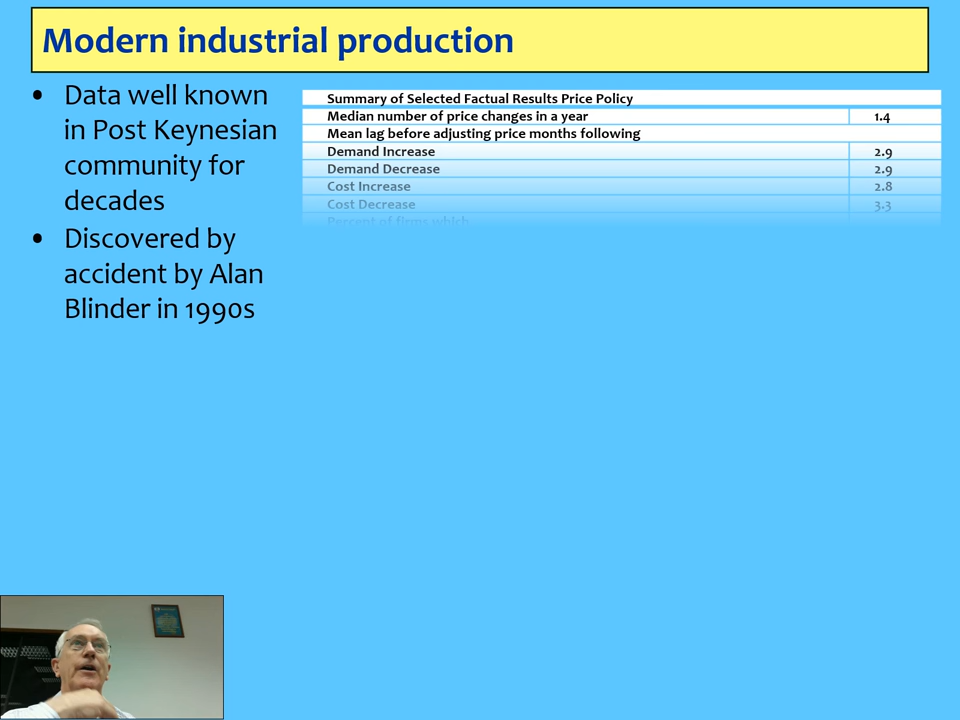 Modern industrial production
• Data well known
in Post Keynesian
community for
decades
• Discovered by
accident by Alan
Blinder in 1990s
Summary of Selected Factual Results Price Policy
Median number of price changes in a year 1.4
Mean lag before adjusting price months following
Demand Increase 2.9
Demand Decrease 2.9
Cost Increase 2.8
Cost Decrease 3.3
Percent of firms which